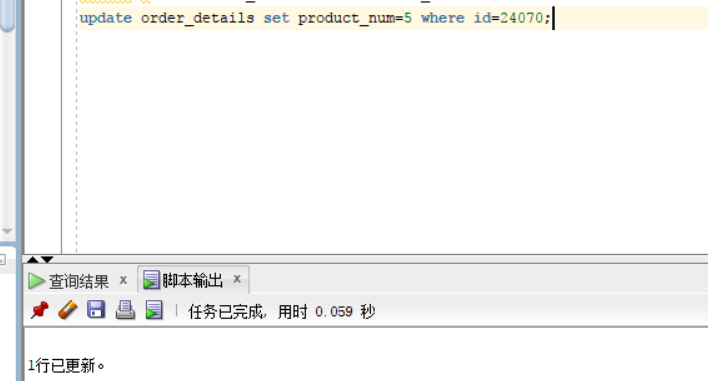 update order_details set product_num=5 where id=24070;
查询结果 x 脚本输出 x
任务已完成, 用时 0.059 秒
1行已更新。